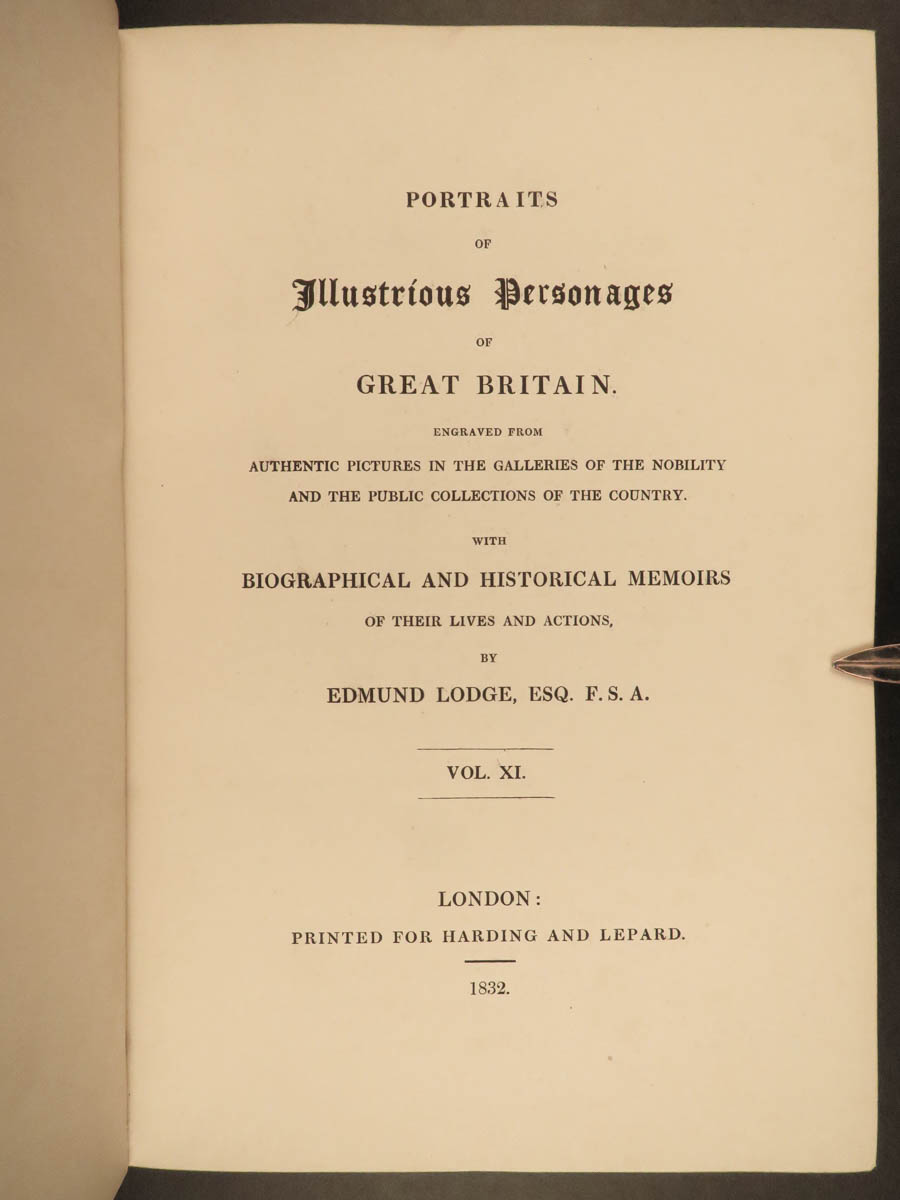 PORTRAITS
OF
Illustrious Personages
OF
GREAT BRITAIN.
ENGRAVED FROM
AUTHENTIC PICTURES IN THE GALLERIES OF THE NOBILITY
AND THE PUBLIC COLLECTIONS OF THE COUNTRY.
WITH
BIOGRAPHICAL AND HISTORICAL MEMOIRS
OF THEIR LIVES AND ACTIONS,
BY
EDMUND LODGE, ESQ. F. S. A.
VOL. XI.
LONDON:
PRINTED FOR HARDING AND LEPARD.
1832.